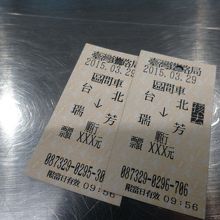 臺灣鐵路局
2015.03.29
區間車
台北
↓
瑞芳
XXX元
087329-0295-30
限當日有效 09:56
臺灣鐵路局
2015.03.29
區間車
台北
↓
瑞芳
XXX元
087329-0296-706
限當日有效 09:56